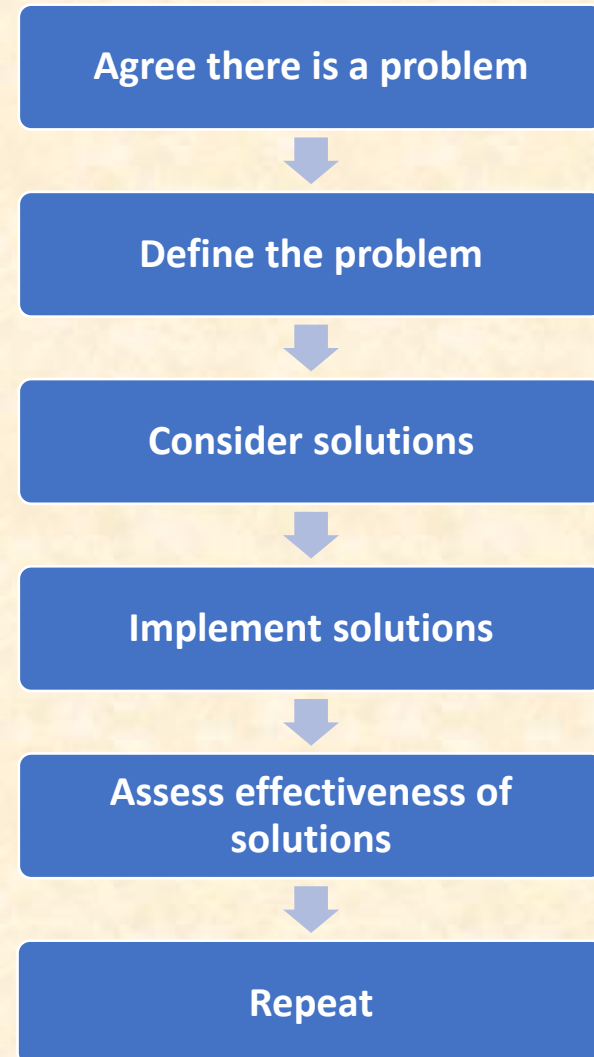 Agree there is a problem
Define the problem
Consider solutions
Implement solutions
Assess effectiveness of
solutions
Repeat